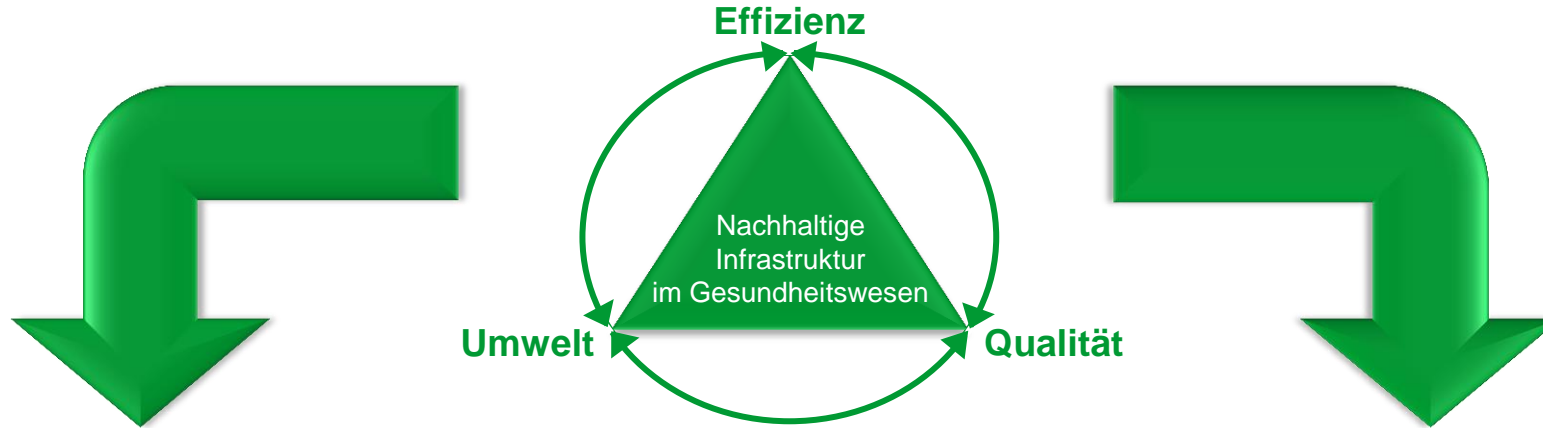 Effizienz
Nachhaltige
Infrastruktur
im Gesundheitswesen
Umwelt
Qualität